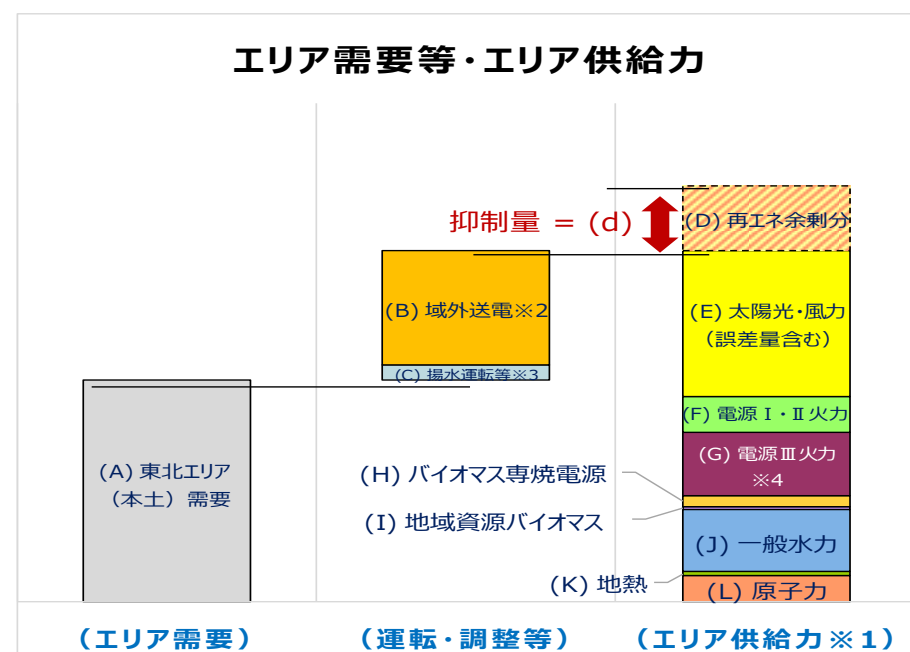 エリア需要等・エリア供給力
抑制量 = (d)
(D) 再エネ余剰分
(B) 域外送電※2
(E) 太陽光・風力
(誤差量含む)
(C) 揚水運転等※3
(F) 電源Ⅰ・Ⅱ火力
(A) 東北エリア
(本土) 需要
(G) 電源Ⅲ火力
※4
(H) バイオマス専焼電源
(I) 地域資源バイオマス
(J) 一般水力
(K) 地熱
(L) 原子力
(エリア需要)
(運転・調整等)
(エリア供給力※1)